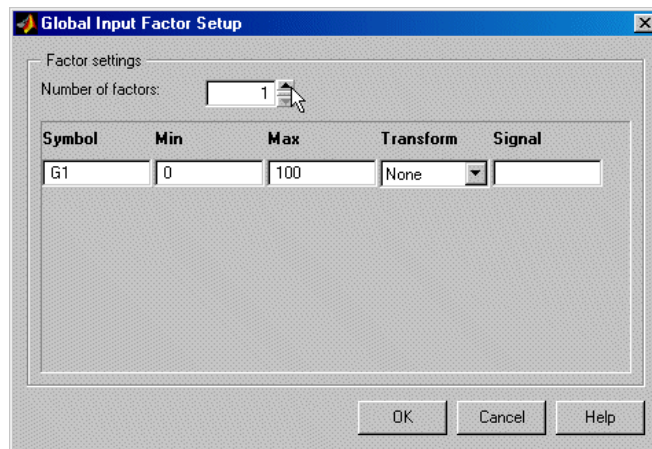 Global Input Factor Setup
Factor settings
Number of factors: 1
Symbol Min Max Transform Signal
G1 0 100 None
OK Cancel Help